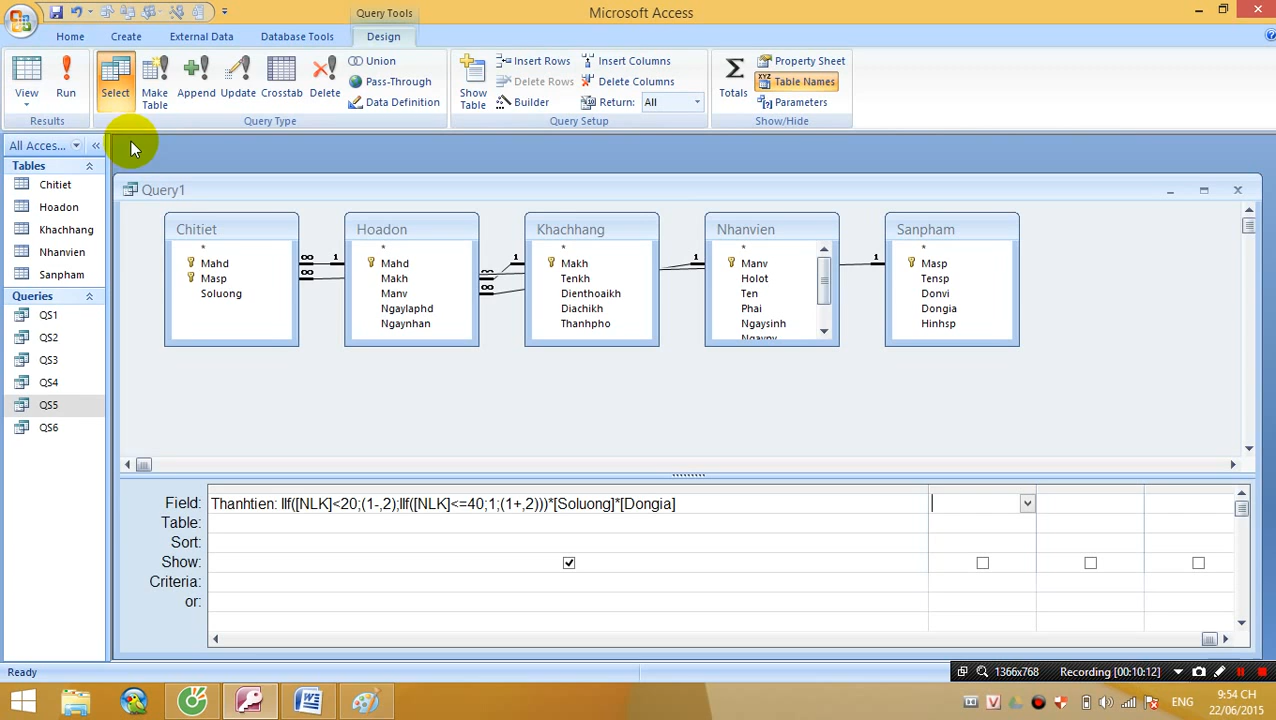 Query Tools
Microsoft Access
Home
Create
External Data
Database Tools
Design
View
Run
Select
Make Table
Append
Update
Crosstab
Delete
Union
Pass-Through
Data Definition
Show Table
Insert Rows
Delete Rows
Builder
Insert Columns
Delete Columns
Return:
All
Totals
Property Sheet
Table Names
Parameters
Results
Query Type
Query Setup
Show/Hide
All Acces...
Tables
Chitiet
Hoadon
Khachhang
Nhanvien
Sanpham
Queries
QS1
QS2
QS3
QS4
QS5
QS6
Query1
Chitiet
*
Mahd
Masp
Soluong
Hoadon
*
Mahd
Makh
Manv
Ngaylaphd
Ngaynhan
Khachhang
*
Makh
Tenkh
Dienthoaikh
Diachikh
Thanhpho
Nhanvien
*
Manv
Holot
Ten
Phai
Ngaysinh
Sanpham
*
Masp
Tensp
Donvi
Dongia
Hinhsp
∞ 1
∞
1
∞
1
1
Field: Thanhtien: IIf([NLK]<20;(1-,2);IIf([NLK]<=40;1;(1+,2)))*[Soluong]*[Dongia]
Table:
Sort:
Show:
Criteria:
or:
Ready
1366x768
Recording [00:10:12]
ENG
9:54 CH
22/06/2015